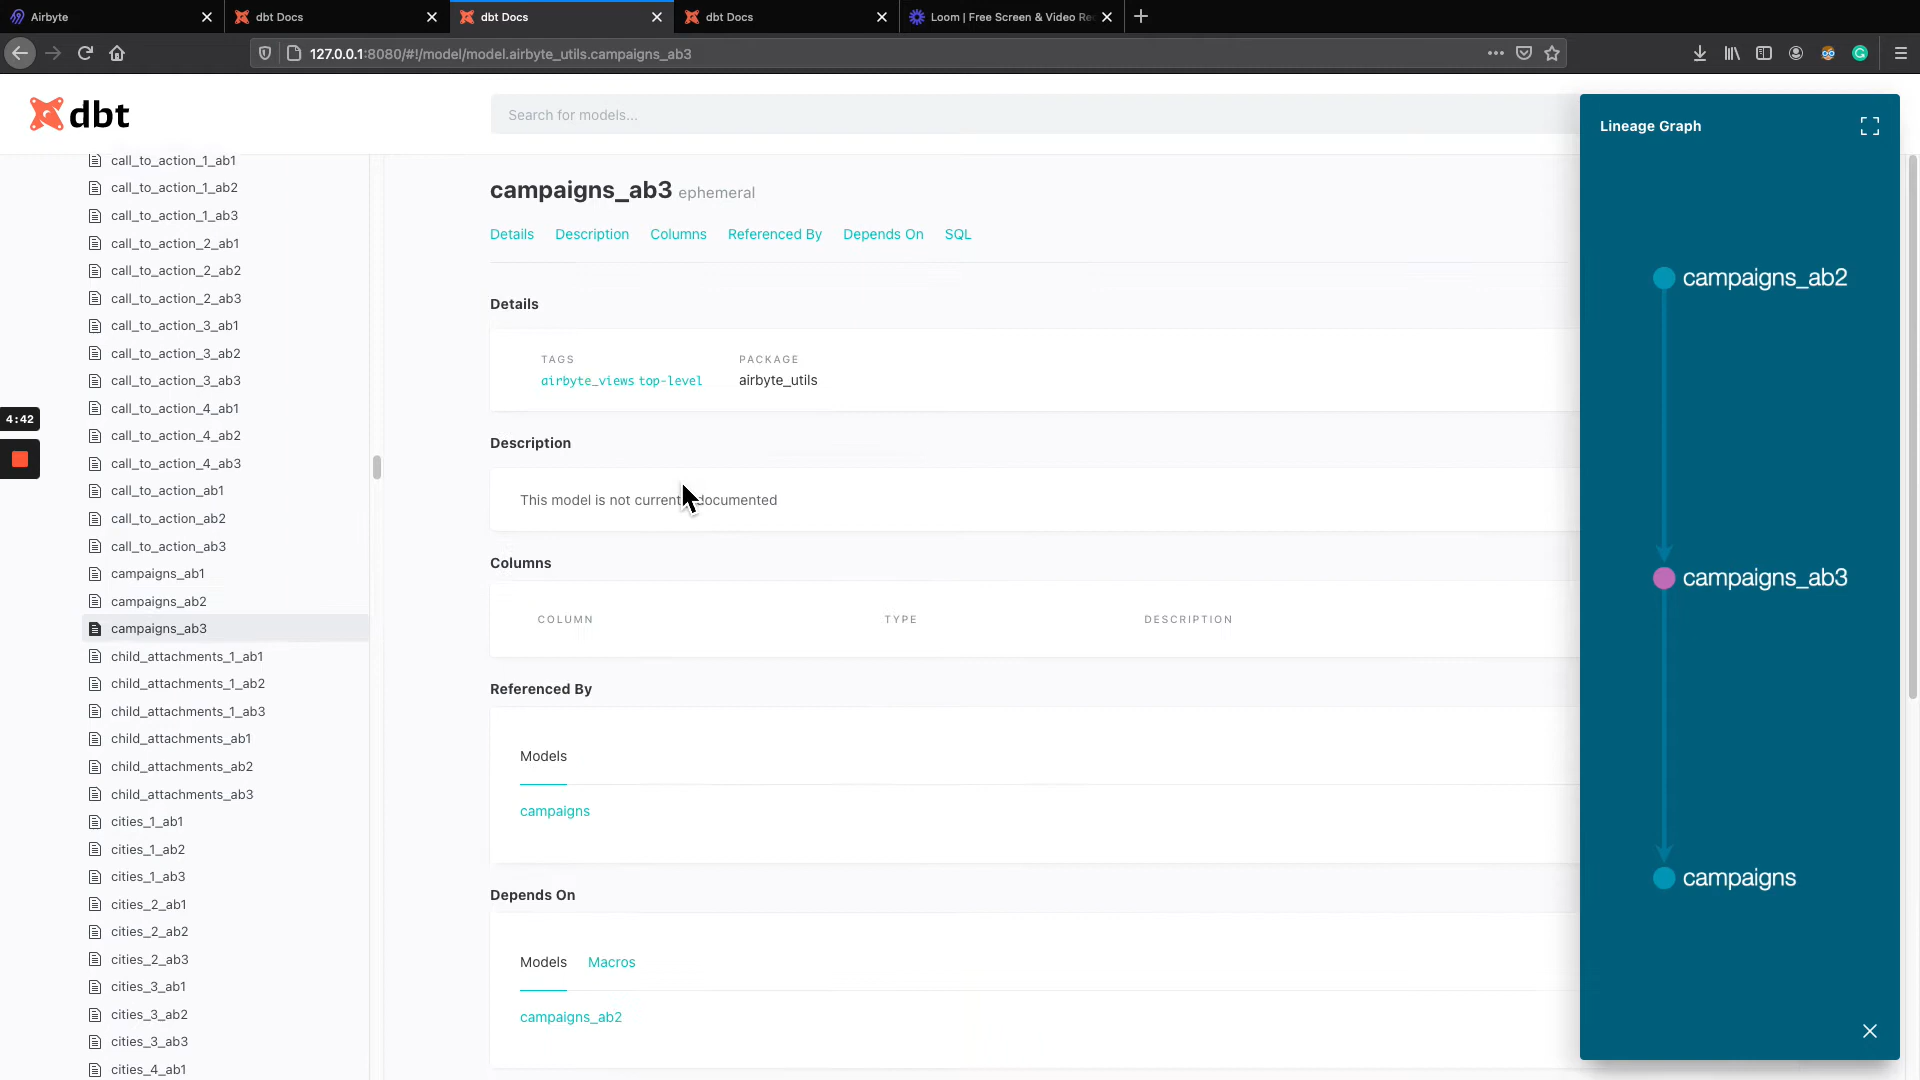 Airbyte
dbt Docs
dbt Docs
dbt Docs
Loom | Free Screen & Video Re
127.0.0.1:8080/#!/model/model.airbyte_utils.campaigns_ab3
dbt
Search for models...
call_to_action_1_ab1
call_to_action_1_ab2
call_to_action_1_ab3
call_to_action_2_ab1
call_to_action_2_ab2
call_to_action_2_ab3
call_to_action_3_ab1
call_to_action_3_ab2
call_to_action_3_ab3
call_to_action_4_ab1
call_to_action_4_ab2
call_to_action_4_ab3
call_to_action_ab1
call_to_action_ab2
call_to_action_ab3
campaigns_ab1
campaigns_ab2
campaigns_ab3
child_attachments_1_ab1
child_attachments_1_ab2
child_attachments_1_ab3
child_attachments_ab1
child_attachments_ab2
child_attachments_ab3
cities_1_ab1
cities_1_ab2
cities_1_ab3
cities_2_ab1
cities_2_ab2
cities_2_ab3
cities_3_ab1
cities_3_ab2
cities_3_ab3
cities_4_ab1
4:42
campaigns_ab3 ephemeral
Details Description Columns Referenced By Depends On SQL
Details
TAGS PACKAGE
airbyte_views top-level airbyte_utils
Description
This model is not currently documented
Columns
COLUMN TYPE DESCRIPTION
Referenced By
Models
campaigns
Depends On
Models Macros
campaigns_ab2
Lineage Graph
campaigns_ab2
campaigns_ab3
campaigns